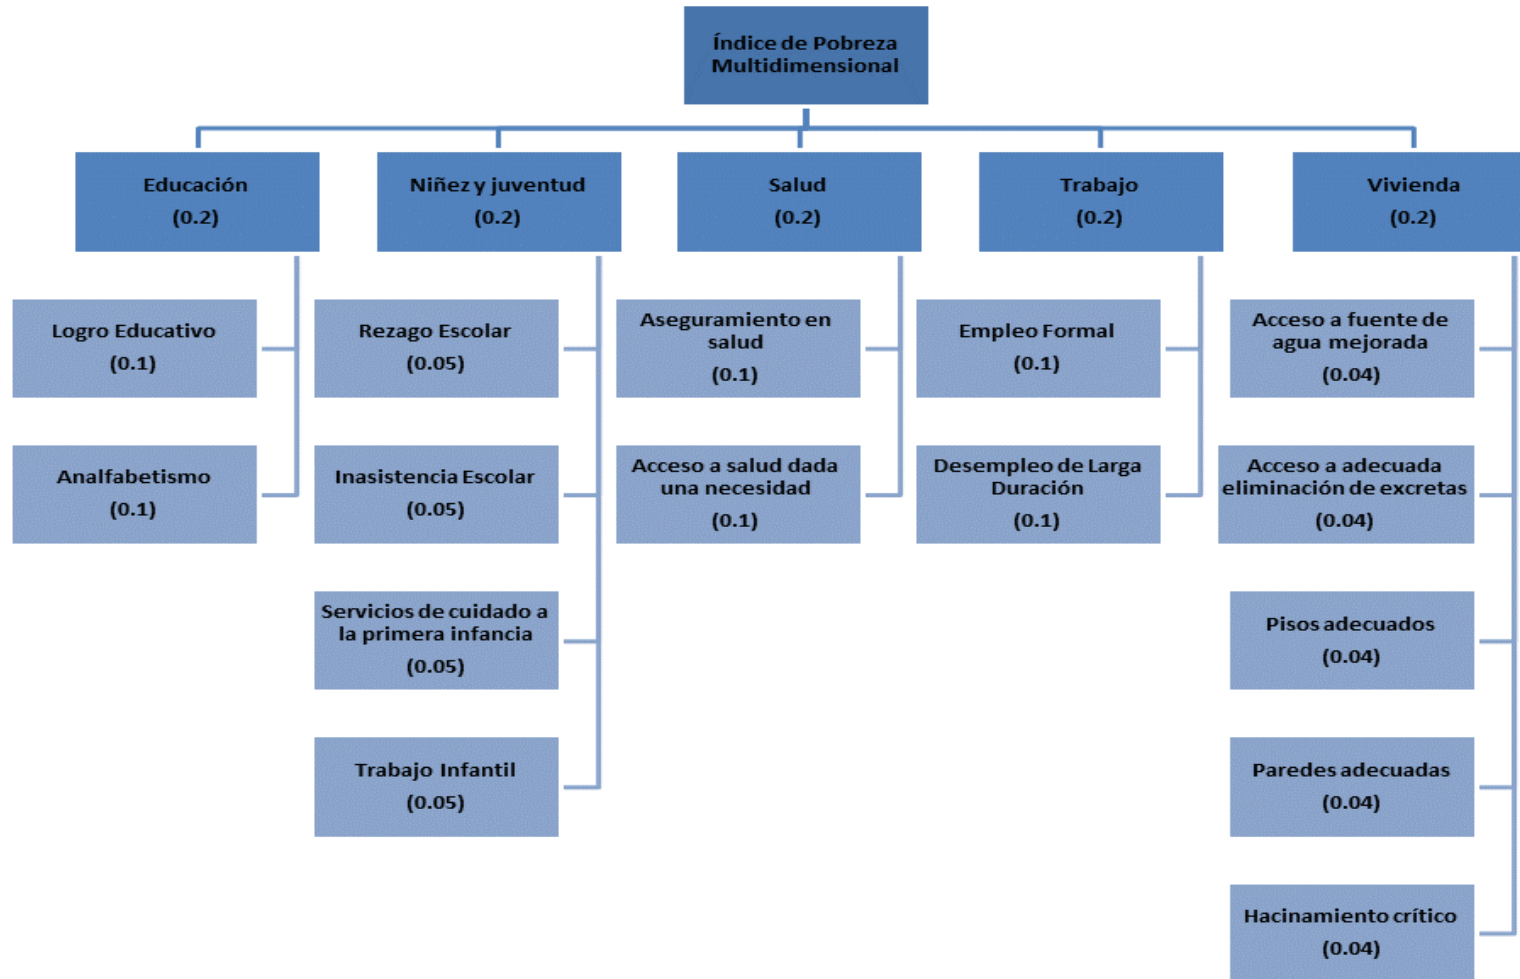 Índice de Pobreza
Multidimensional
Educación
(0.2)
Niñez y juventud
(0.2)
Salud
(0.2)
Trabajo
(0.2)
Vivienda
(0.2)
Logro Educativo
(0.1)
Analfabetismo
(0.1)
Rezago Escolar
(0.05)
Inasistencia Escolar
(0.05)
Servicios de cuidado a
la primera infancia
(0.05)
Trabajo Infantil
(0.05)
Aseguramiento en
salud
(0.1)
Acceso a salud dada
una necesidad
(0.1)
Empleo Formal
(0.1)
Desempleo de Larga
Duración
(0.1)
Acceso a fuente de
agua mejorada
(0.04)
Acceso a adecuada
eliminación de excretas
(0.04)
Pisos adecuados
(0.04)
Paredes adecuadas
(0.04)
Hacinamiento crítico
(0.04)